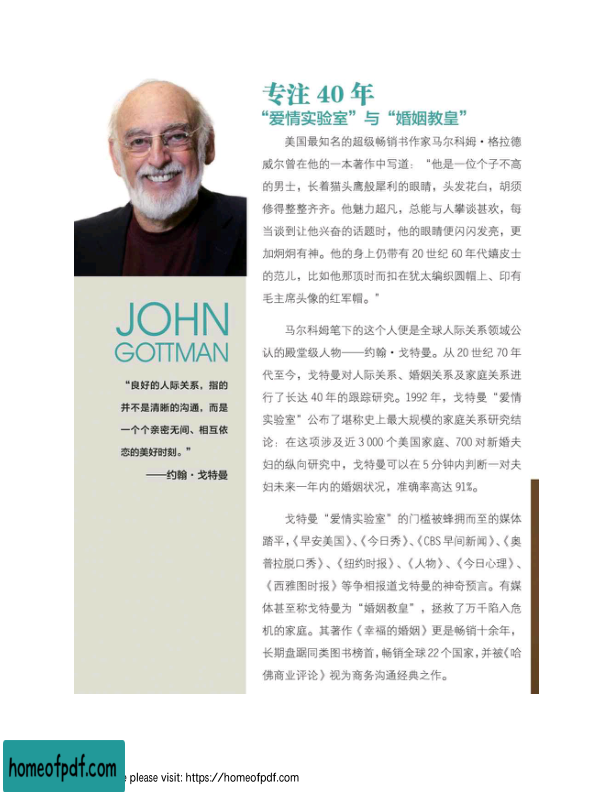 专注 40 年
“爱情实验室”与“婚姻教皇”
美国最知名的超级畅销书作家马尔科姆·格拉德
威尔曾在他的一本著作中写道：“他是一位个子不高
的男士，长着猫头鹰般犀利的眼睛，头发花白，胡须
修得整整齐齐。他魅力超凡，总能与人攀谈甚欢，每
当谈到让他兴奋的话题时，他的眼睛便闪闪发亮，更
加炯炯有神。他的身上仍带有 20 世纪 60 年代嬉皮士
的范儿，比如他那顶时而扣在犹太编织圆帽上、印有
毛主席头像的红军帽。”
马尔科姆笔下的这个人便是全球人际关系领域公
认的殿堂级人物——约翰·戈特曼。从 20 世纪 70 年
代至今，戈特曼对人际关系、婚姻关系及家庭关系进
行了长达 40 年的跟踪研究。1992 年，戈特曼“爱情
实验室”公布了堪称史上最大规模的家庭关系研究结
论：在这项涉及近 3 000 个美国家庭、700 对新婚夫
妇的纵向研究中，戈特曼可以在 5 分钟内判断一对夫
妇未来一年内的婚姻状况，准确率高达 91%。
戈特曼“爱情实验室”的门槛被蜂拥而至的媒体
踏平，《早安美国》、《今日秀》、《CBS 早间新闻》、《奥
普拉脱口秀》、《纽约时报》、《人物》、《今日心理》、
《西雅图时报》等争相报道戈特曼的神奇预言。有媒
体甚至称戈特曼为“婚姻教皇”，拯救了万千陷入危
机的家庭。其著作《幸福的婚姻》更是畅销十余年，
长期盘踞同类图书榜首，畅销全球 22 个国家，并被《哈
佛商业评论》视为商务沟通经典之作。
JOHN
GOTTMAN
“良好的人际关系，指的
并不是清晰的沟通，而是
一个个亲密无间、相互依
恋的美好时刻。”
——约翰·戈特曼
homeofpdf.com
please visit: https://homeofpdf.com